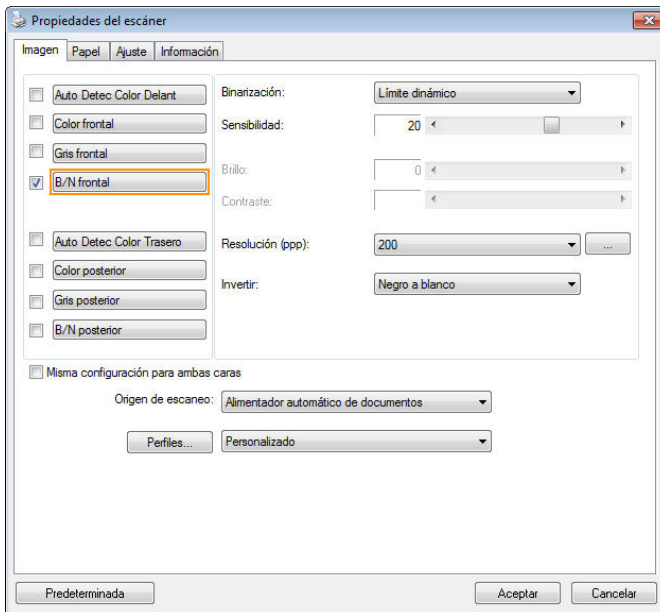 Propiedades del escáner
Imagen Papel Ajuste Información
Auto Detec Color Delant
Color frontal
Gris frontal
B/N frontal
Auto Detec Color Trasero
Color posterior
Gris posterior
B/N posterior
Binarización: Límite dinámico
Sensibilidad: 20
Brillo: 0
Contraste:
Resolución (ppp): 200 ...
Invertir: Negro a blanco
Misma configuración para ambas caras
Origen de escaneo: Alimentador automático de documentos
Perfiles... Personalizado
Predeterminada Aceptar Cancelar